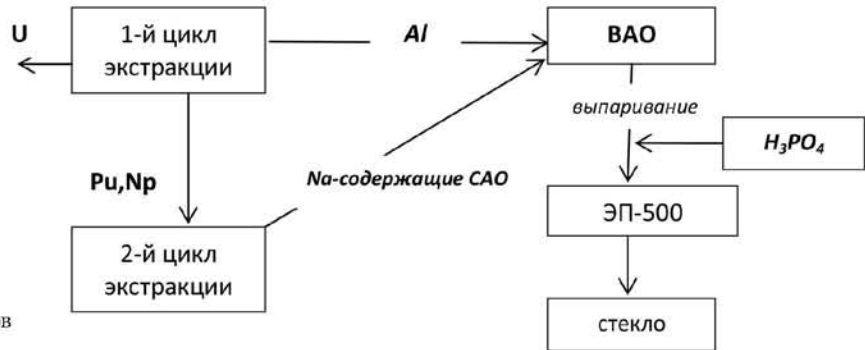 U
1-й цикл
экстракции
Al
ВАО
выпаривание
H₃PO₄
Pu,Np
Na-содержащие САО
ЭП-500
2-й цикл
экстракции
стекло